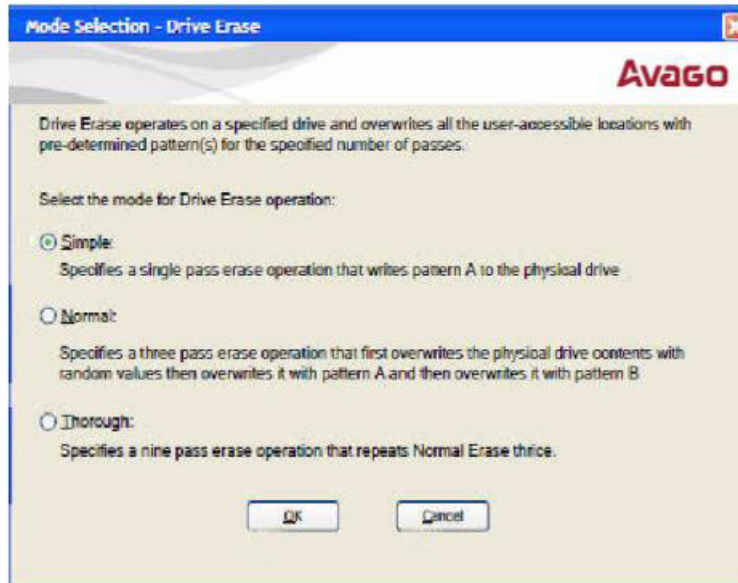 Mode Selection - Drive Erase
Avago
Drive Erase operates on a specified drive and overwrites all the user-accessible locations with
pre-determined pattern(s) for the specified number of passes.
Select the mode for Drive Erase operation:
Simple:
Specifies a single pass erase operation that writes pattern A to the physical drive
Normal:
Specifies a three pass erase operation that first overwrites the physical drive contents with
random values then overwrites it with pattern A and then overwrites it with pattern B
Thorough:
Specifies a nine pass erase operation that repeats Normal Erase thrice.
OK Cancel